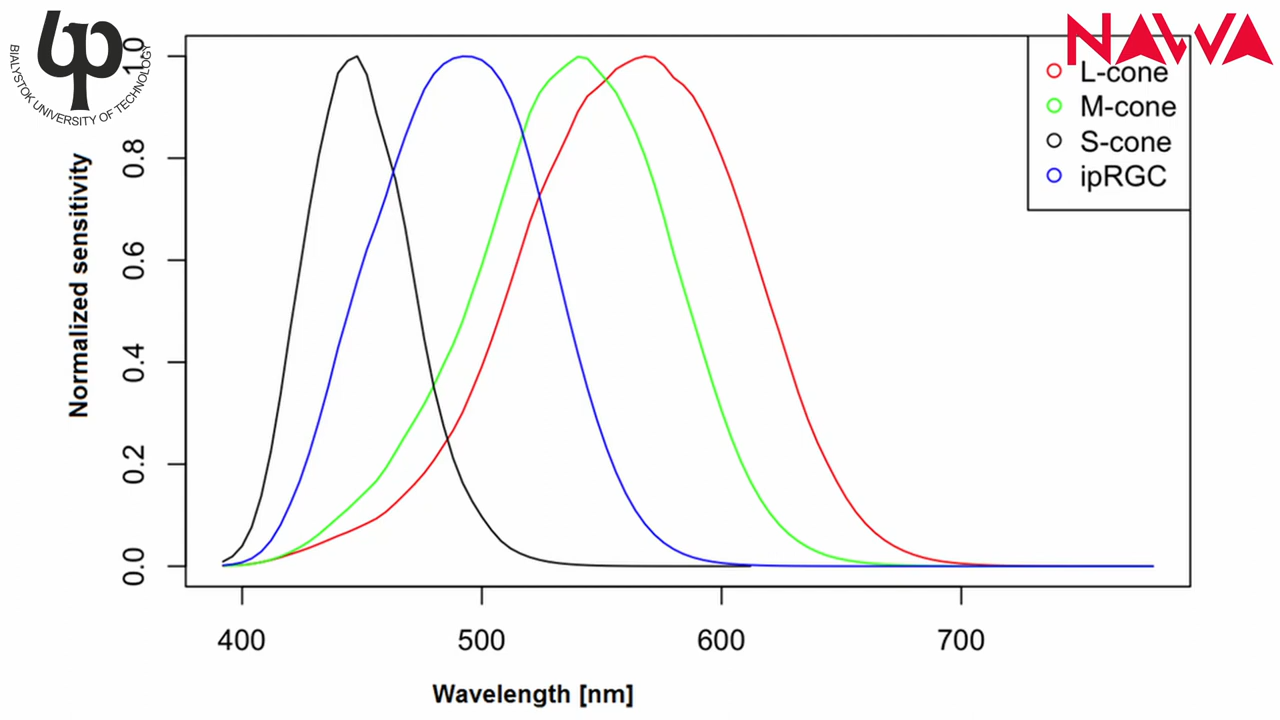 BIALYSTOK UNIVERSITY OF TECHNOLOGY
NAWA
L-cone
M-cone
S-cone
ipRGC
Normalized sensitivity
1.0
0.8
0.6
0.4
0.2
0.0
400 500 600 700
Wavelength [nm]